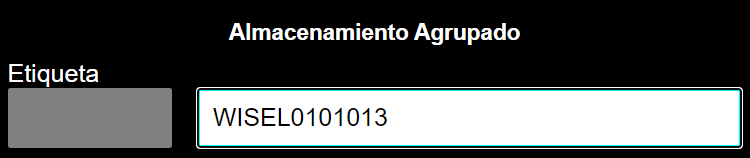 Almacenamiento Agrupado
Etiqueta
WISEL0101013